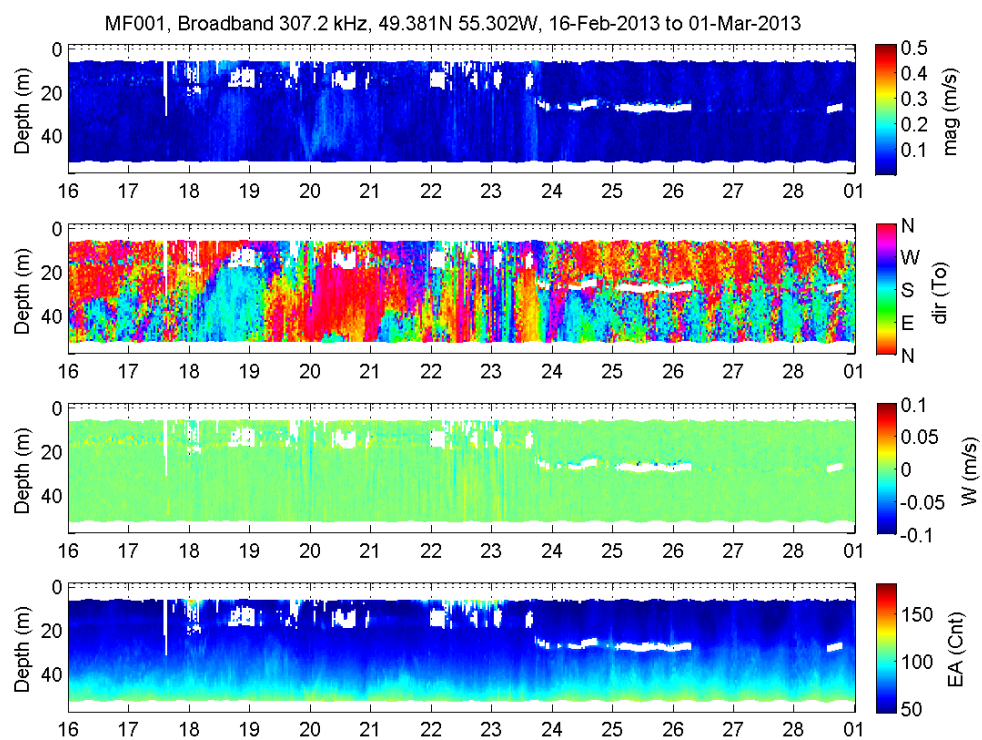 MF001, Broadband 307.2 kHz, 49.381N 55.302W, 16-Feb-2013 to 01-Mar-2013
0
20
40
Depth (m)
16 17 18 19 20 21 22 23 24 25 26 27 28 01
0.5
0.4
0.3
0.2
0.1
mag (m/s)
0
20
40
Depth (m)
16 17 18 19 20 21 22 23 24 25 26 27 28 01
N
W
S
E
N
dir (To)
0
20
40
Depth (m)
16 17 18 19 20 21 22 23 24 25 26 27 28 01
0.1
0.05
0
-0.05
-0.1
W (m/s)
0
20
40
Depth (m)
16 17 18 19 20 21 22 23 24 25 26 27 28 01
150
100
50
EA (Cnt)